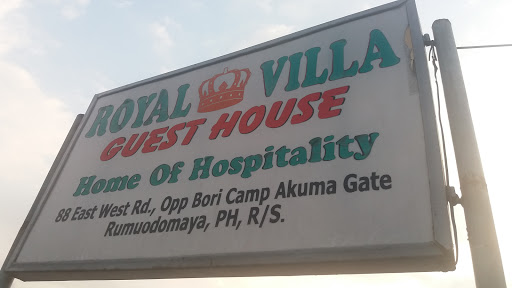 ROYAL VILLA
GUEST HOUSE
Home Of Hospitality
88 East West Rd., Opp Bori Camp Akuma Gate
Rumuodomaya, PH, R/S.